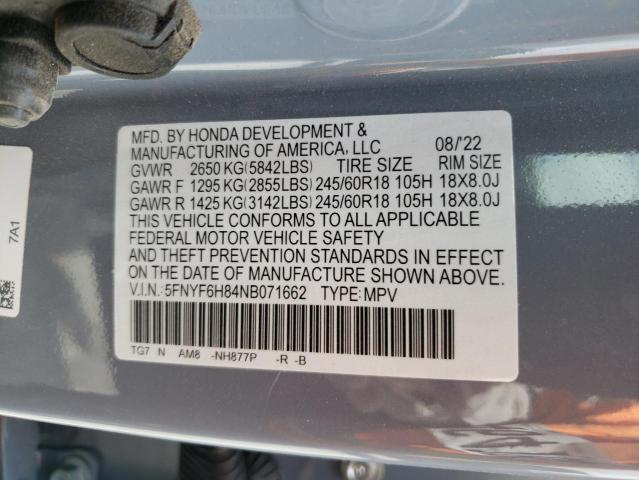 MFD. BY HONDA DEVELOPMENT &
MANUFACTURING OF AMERICA, LLC 08/'22
GVWR 2650 KG(5842LBS) TIRE SIZE RIM SIZE
GAWR F 1295 KG(2855LBS) 245/60R18 105H 18X8.0J
GAWR R 1425 KG(3142LBS) 245/60R18 105H 18X8.0J
THIS VEHICLE CONFORMS TO ALL APPLICABLE
FEDERAL MOTOR VEHICLE SAFETY
AND THEFT PREVENTION STANDARDS IN EFFECT
ON THE DATE OF MANUFACTURE SHOWN ABOVE.
V.I.N.:5FNYF6H84NB071662 TYPE:MPV
TG7 N AM8 -NH877P -R -B
7A1